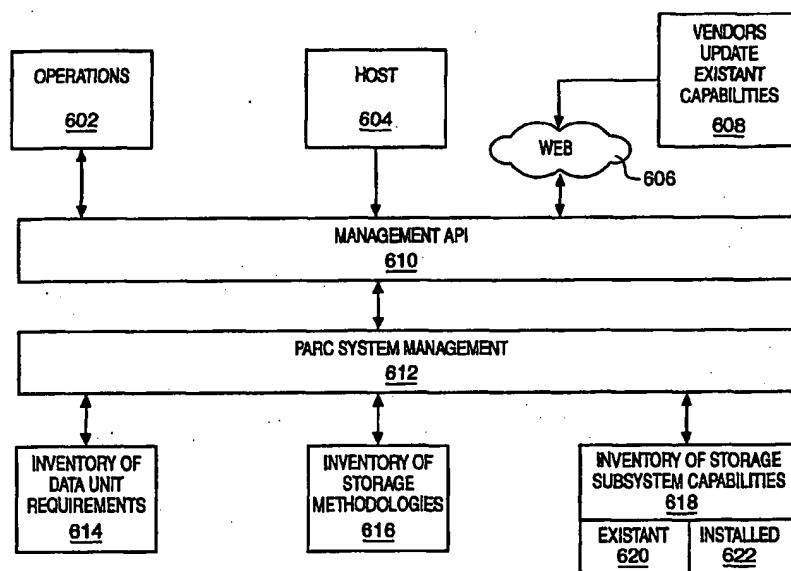 OPERATIONS
602
HOST
604
VENDORS
UPDATE
EXISTANT
CAPABILITIES
608
WEB
606
MANAGEMENT API
610
PARC SYSTEM MANAGEMENT
612
INVENTORY OF
DATA UNIT
REQUIREMENTS
614
INVENTORY OF
STORAGE
METHODOLOGIES
616
INVENTORY OF STORAGE
SUBSYSTEM CAPABILITIES
618
EXISTANT
620
INSTALLED
622